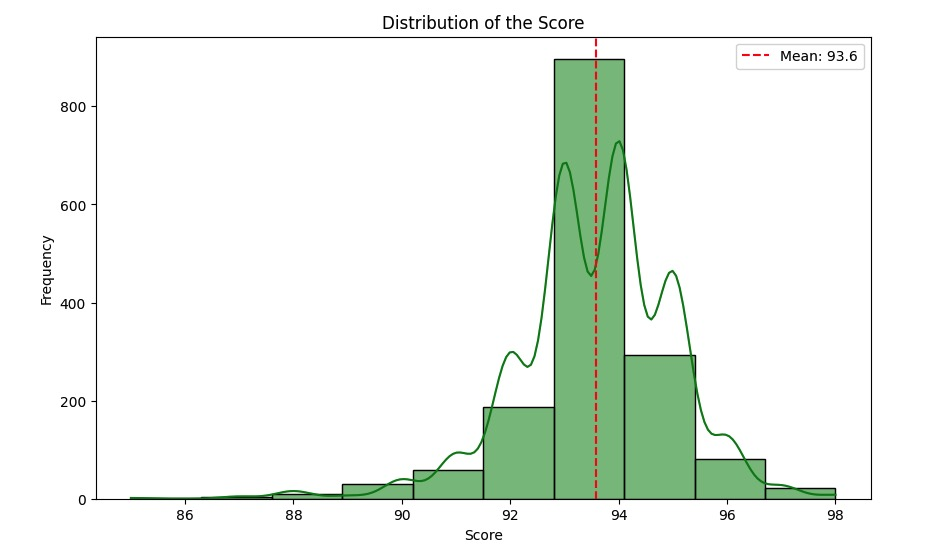 Distribution of the Score
Mean: 93.6
800
600
400
200
0
Frequency
86 88 90 92 94 96 98
Score